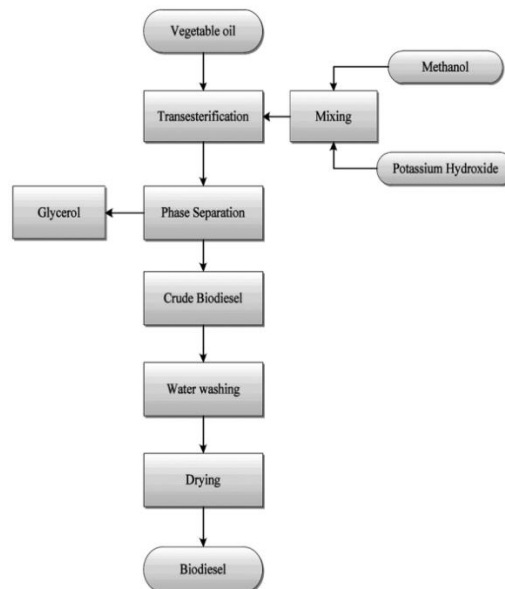 Vegetable oil
Methanol
Transesterification
Mixing
Potassium Hydroxide
Glycerol
Phase Separation
Crude Biodiesel
Water washing
Drying
Biodiesel